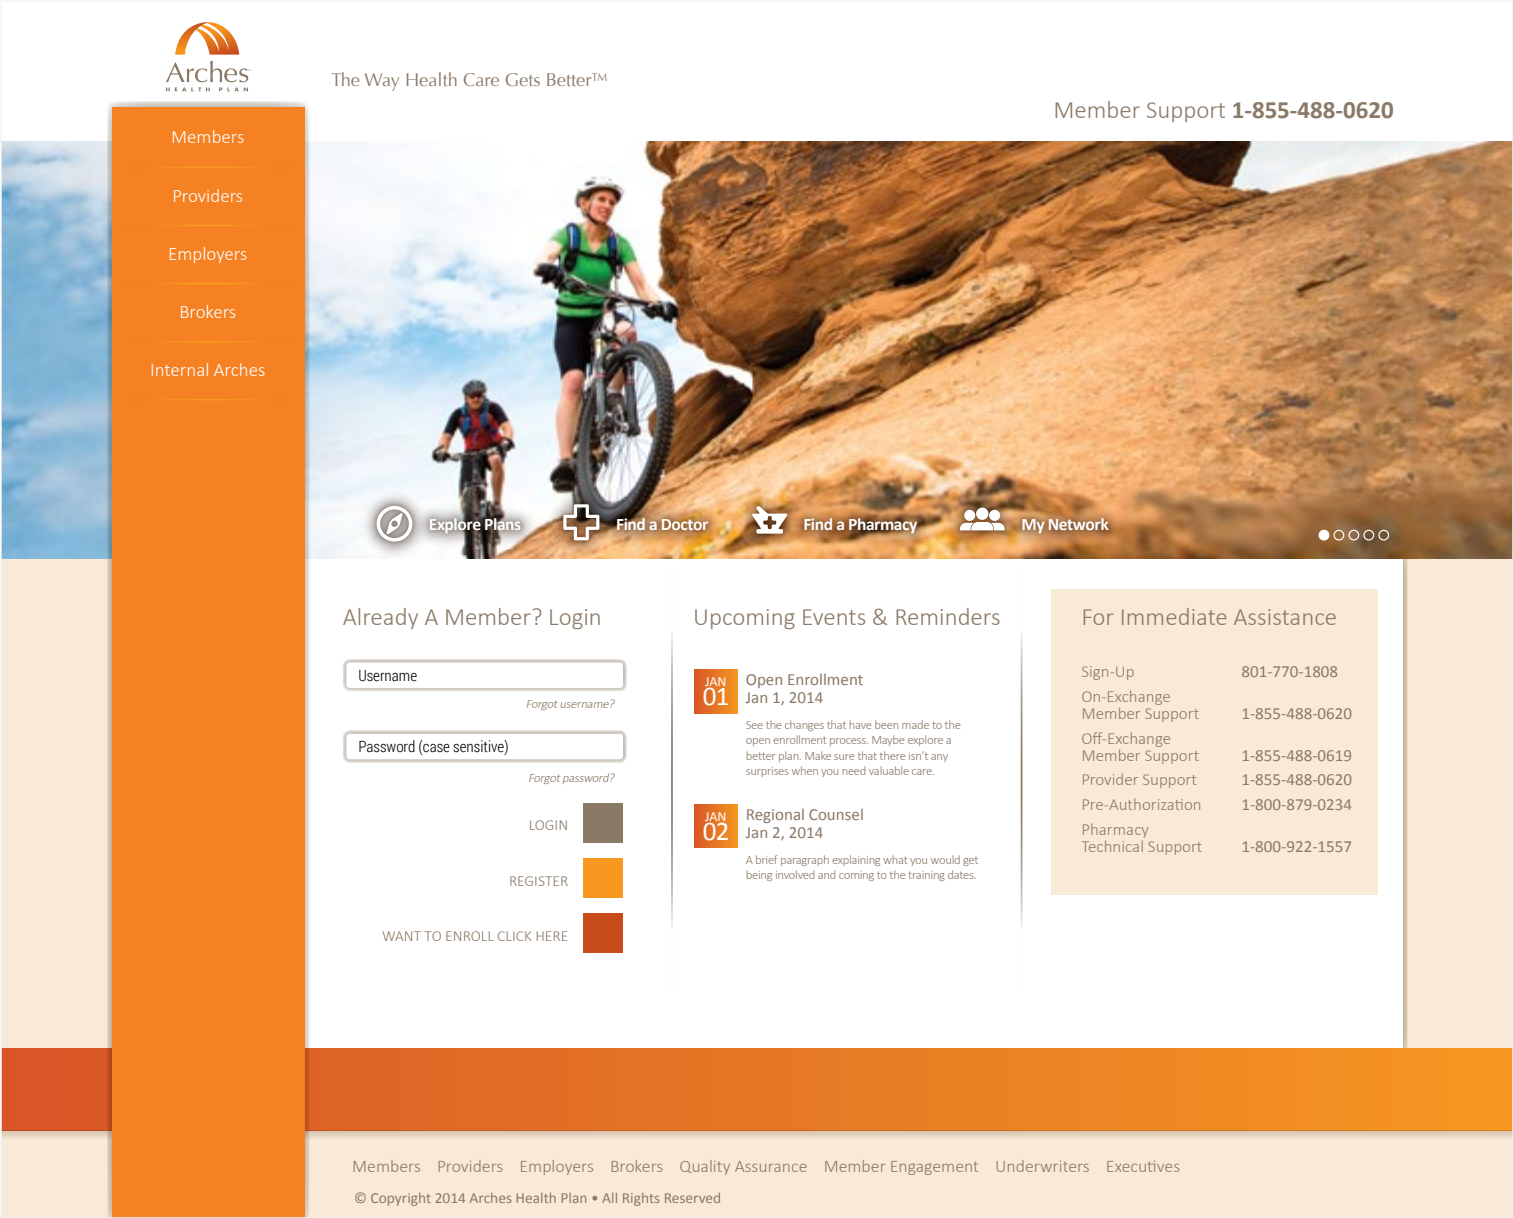 Arches
HEALTH PLAN
The Way Health Care Gets Better™
Member Support 1-855-488-0620
Members
Providers
Employers
Brokers
Internal Arches
Explore Plans
Find a Doctor
Find a Pharmacy
My Network
Already A Member? Login
Username
Forgot username?
Password (case sensitive)
Forgot password?
LOGIN
REGISTER
WANT TO ENROLL CLICK HERE
Upcoming Events & Reminders
JAN
01
Open Enrollment
Jan 1, 2014
See the changes that have been made to the
open enrollment process. Maybe explore a
better plan. Make sure that there isn't any
surprises when you need valuable care.
JAN
02
Regional Counsel
Jan 2, 2014
A brief paragraph explaining what you would get
being involved and coming to the training dates.
For Immediate Assistance
Sign-Up 801-770-1808
On-Exchange
Member Support 1-855-488-0620
Off-Exchange
Member Support 1-855-488-0619
Provider Support 1-855-488-0620
Pre-Authorization 1-800-879-0234
Pharmacy
Technical Support 1-800-922-1557
Members Providers Employers Brokers Quality Assurance Member Engagement Underwriters Executives
© Copyright 2014 Arches Health Plan • All Rights Reserved